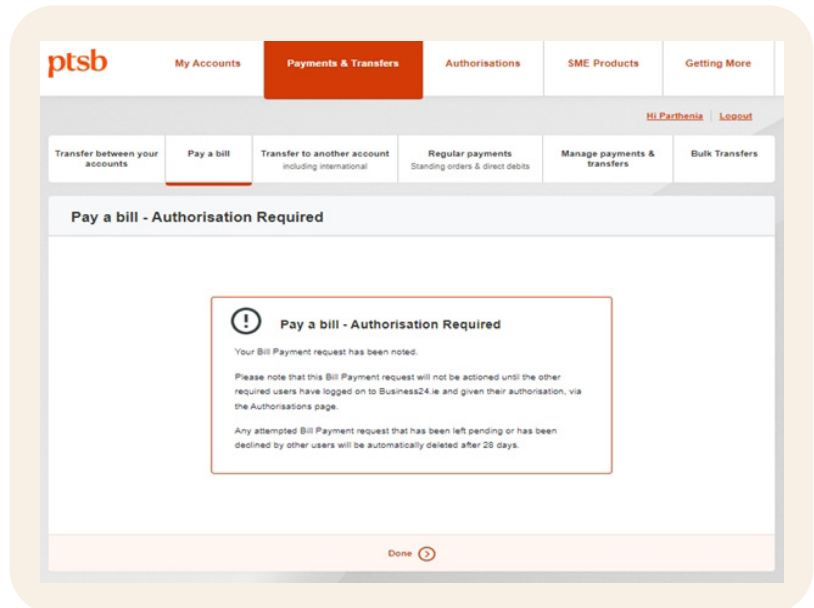 ptsb
My Accounts
Payments & Transfers
Authorisations
SME Products
Getting More
Hi Parthenia | Logout
Transfer between your
accounts
Pay a bill
Transfer to another account
including international
Regular payments
Standing orders & direct debits
Manage payments &
transfers
Bulk Transfers
Pay a bill - Authorisation Required
Pay a bill - Authorisation Required
Your Bill Payment request has been noted.
Please note that this Bill Payment request will not be actioned until the other
required users have logged on to Business24.ie and given their authorisation, via
the Authorisations page.
Any attempted Bill Payment request that has been left pending or has been
declined by other users will be automatically deleted after 28 days.
Done